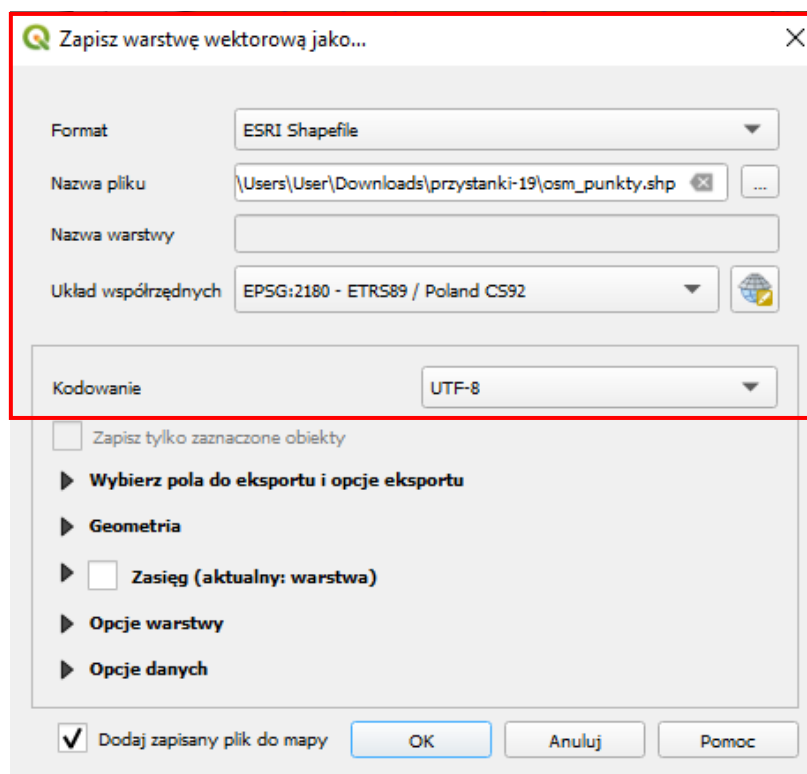 Zapisz warstwę wektorową jako...
Format ESRI Shapefile
Nazwa pliku \Users\User\Downloads\przystanki-19\osm_punkty.shp ...
Nazwa warstwy
Układ współrzędnych EPSG:2180 - ETRS89 / Poland CS92
Kodowanie UTF-8
Zapisz tylko zaznaczone obiekty
Wybierz pola do eksportu i opcje eksportu
Geometria
Zasięg (aktualny: warstwa)
Opcje warstwy
Opcje danych
Dodaj zapisany plik do mapy OK Anuluj Pomoc